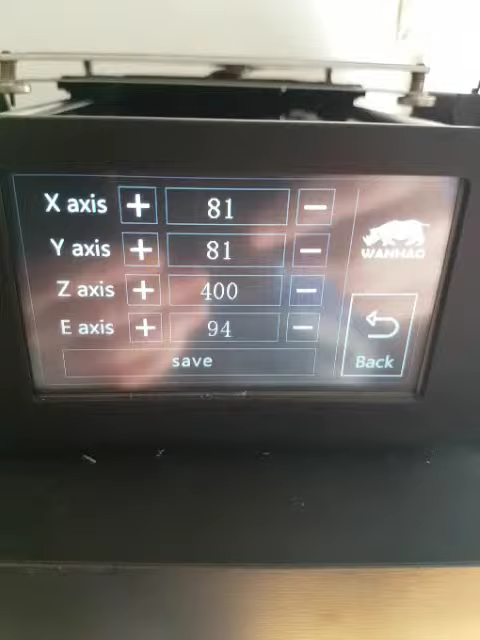 X axis + 81 −
Y axis + 81 −
Z axis + 400 −
E axis + 94 −
save
WANHAO
Back